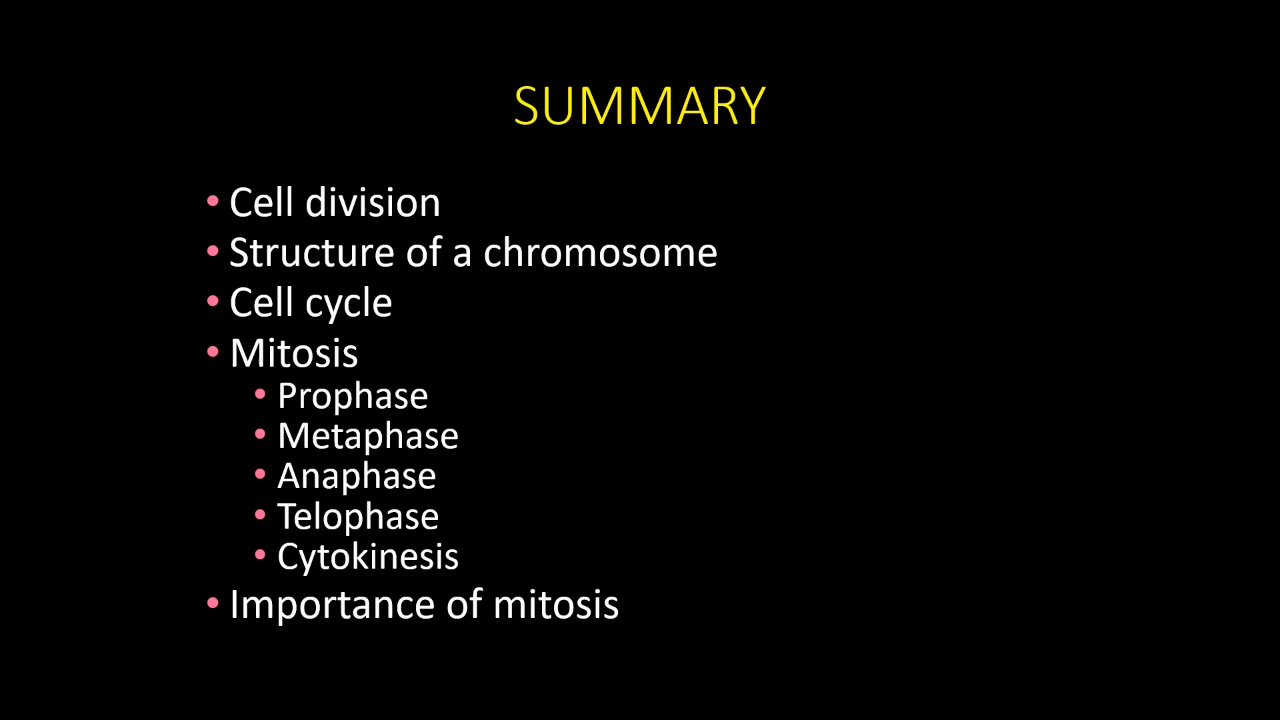 SUMMARY
• Cell division
• Structure of a chromosome
• Cell cycle
• Mitosis
• Prophase
• Metaphase
• Anaphase
• Telophase
• Cytokinesis
• Importance of mitosis